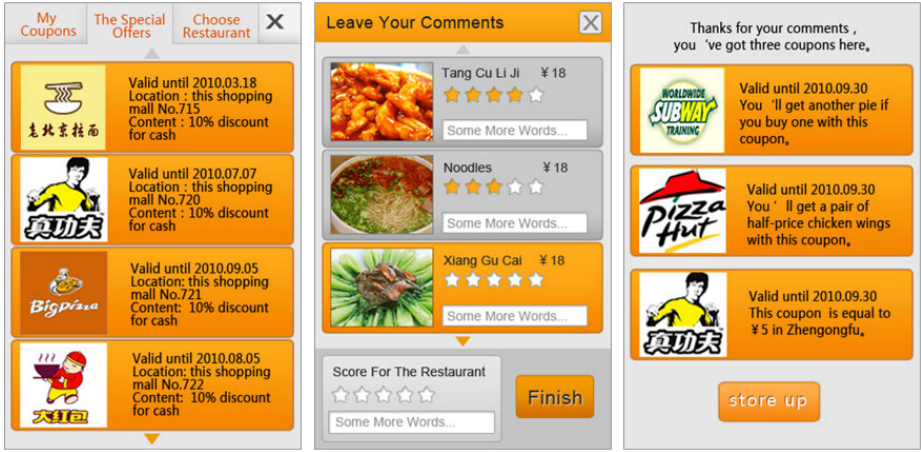 My
Coupons
The Special
Offers
Choose
Restaurant
X
老北京拉面
Valid until 2010.03.18
Location : this shopping
mall No.715
Content : 10% discount
for cash
真功夫
Valid until 2010.07.07
Location : this shopping
mall No.720
Content : 10% discount
for cash
Bigpizza
Valid until 2010.09.05
Location: this shopping
mall No.721
Content: 10% discount
for cash
大红包
Valid until 2010.08.05
Location: this shopping
mall No.722
Content: 10% discount
for cash
Leave Your Comments
X
Tang Cu Li Ji ¥18
Some More Words...
Noodles ¥18
Some More Words...
Xiang Gu Cai ¥18
Some More Words...
Score For The Restaurant
Some More Words...
Finish
Thanks for your comments ,
you ‘ve got three coupons here。
WORLDWIDE
SUBWAY
TRAINING
Valid until 2010.09.30
You ‘ll get another pie if
you buy one with this
coupon。
Pizza
Hut
Valid until 2010.09.30
You ’ ll get a pair of
half-price chicken wings
with this coupon。
真功夫
Valid until 2010.09.30
This coupon is equal to
¥5 in Zhengongfu。
store up